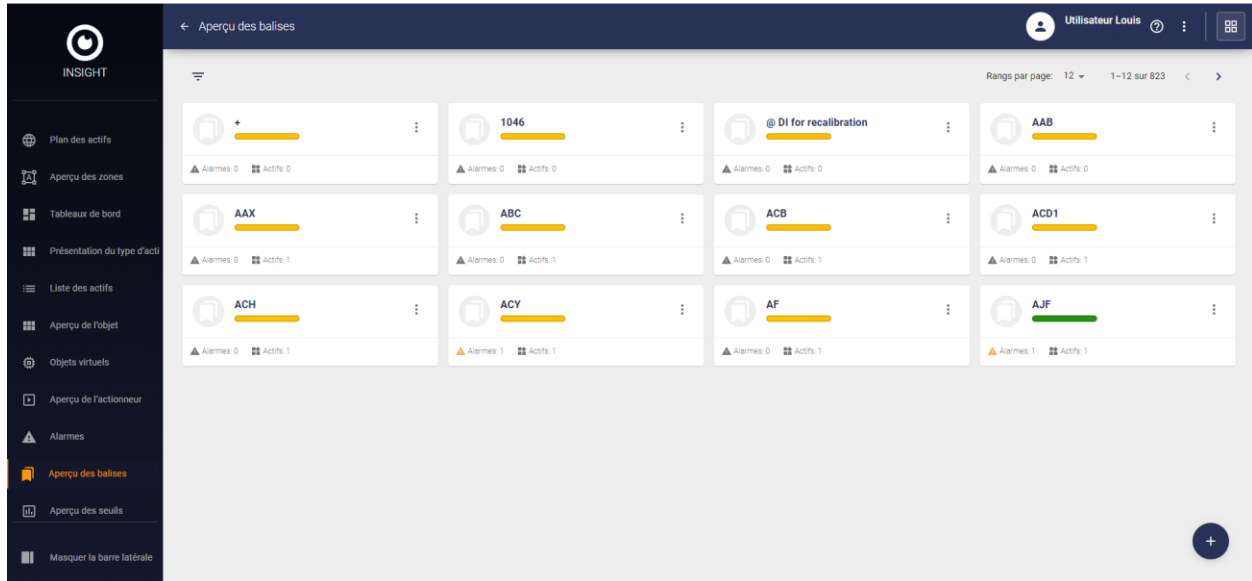 INSIGHT
Plan des actifs
Aperçu des zones
Tableaux de bord
Présentation du type d'acti
Liste des actifs
Aperçu de l'objet
Objets virtuels
Aperçu de l'actionneur
Alarmes
Aperçu des balises
Aperçu des seuils
Masquer la barre latérale
Aperçu des balises
Utilisateur Louis
Rangs par page: 12 1–12 sur 823
+
Alarmes: 0 Actifs: 0
1046
Alarmes: 0 Actifs: 0
@ DI for recalibration
Alarmes: 0 Actifs: 0
AAB
Alarmes: 0 Actifs: 0
AAX
Alarmes: 0 Actifs: 1
ABC
Alarmes: 0 Actifs: 1
ACB
Alarmes: 0 Actifs: 1
ACD1
Alarmes: 0 Actifs: 1
ACH
Alarmes: 0 Actifs: 1
ACY
Alarmes: 1 Actifs: 1
AF
Alarmes: 0 Actifs: 1
AJF
Alarmes: 1 Actifs: 1